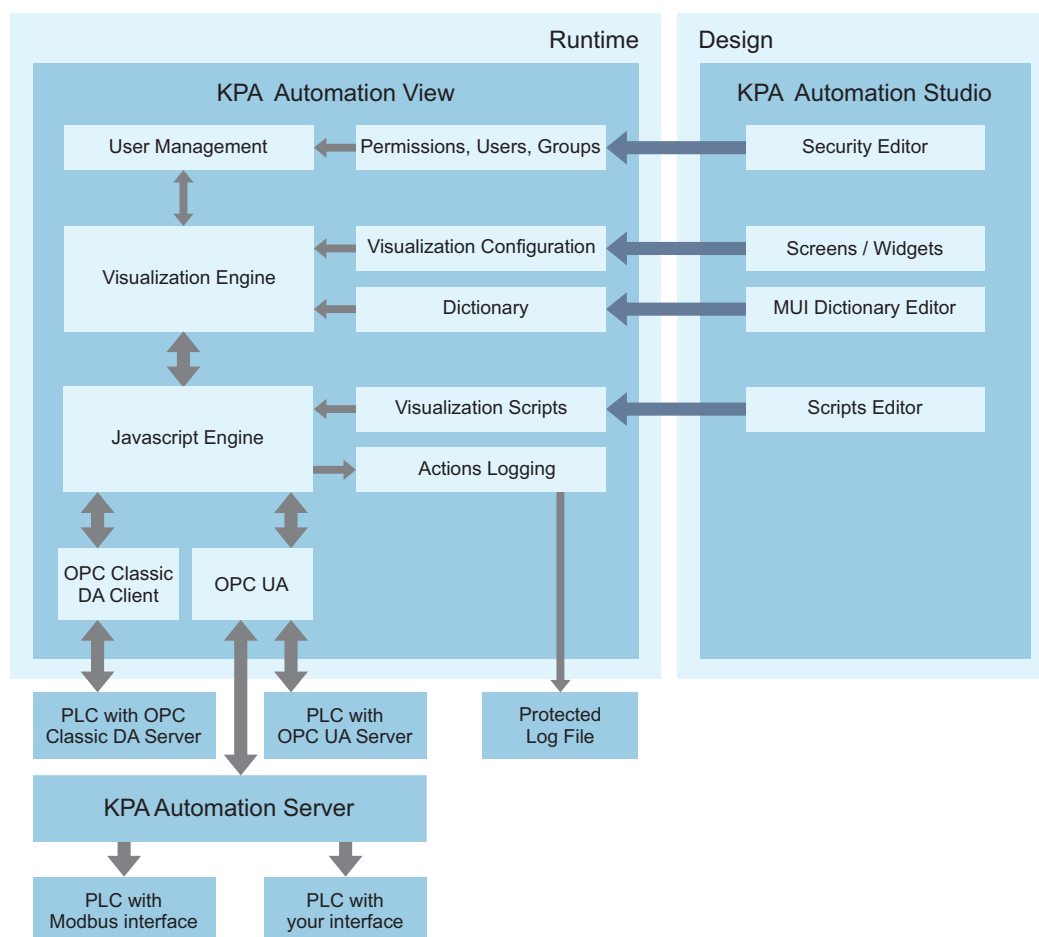 Runtime
Design
KPA Automation View
KPA Automation Studio
User Management
Permissions, Users, Groups
Security Editor
Visualization Engine
Visualization Configuration
Screens / Widgets
Dictionary
MUI Dictionary Editor
Javascript Engine
Visualization Scripts
Scripts Editor
Actions Logging
OPC Classic
DA Client
OPC UA
PLC with OPC
Classic DA Server
PLC with
OPC UA Server
Protected
Log File
KPA Automation Server
PLC with
Modbus interface
PLC with
your interface